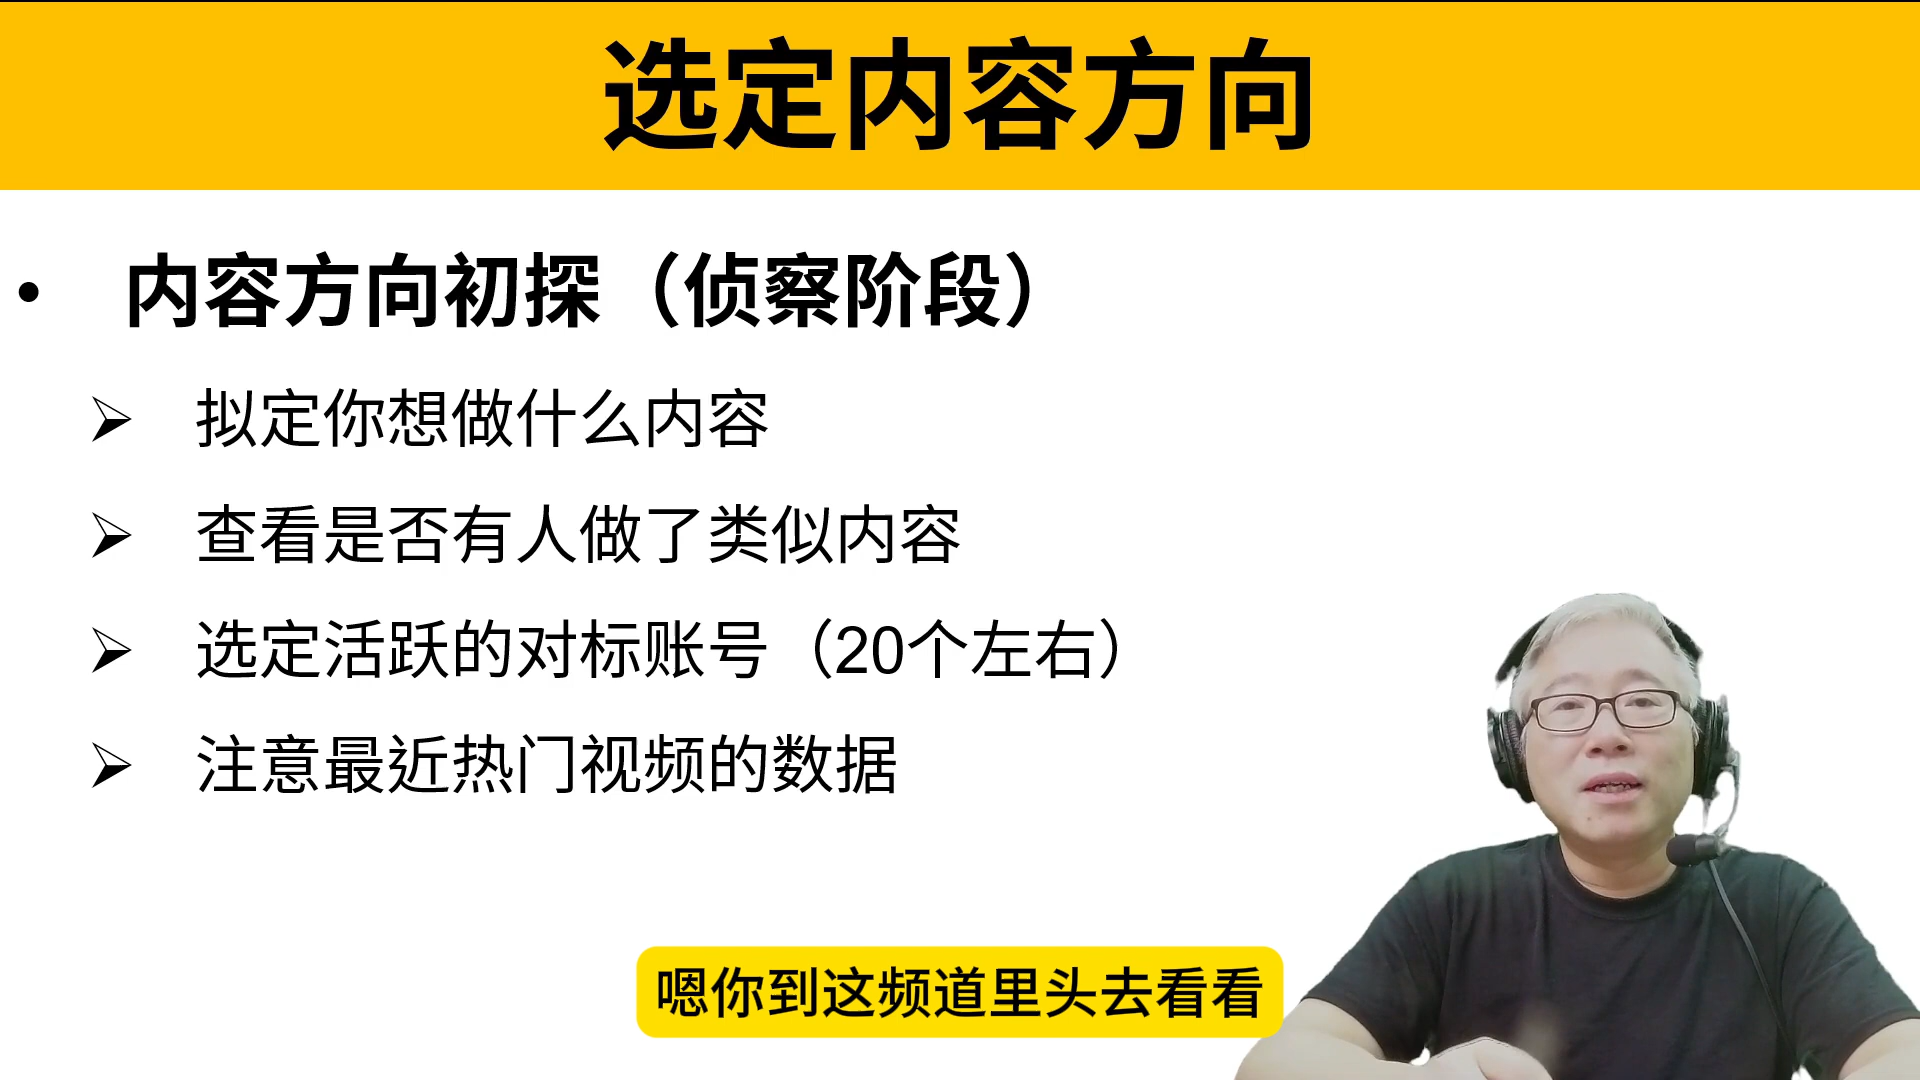 选定内容方向
• 内容方向初探（侦察阶段）
➢ 拟定你想做什么内容
➢ 查看是否有人做了类似内容
➢ 选定活跃的对标账号（20个左右）
➢ 注意最近热门视频的数据
嗯你到这频道里头去看看